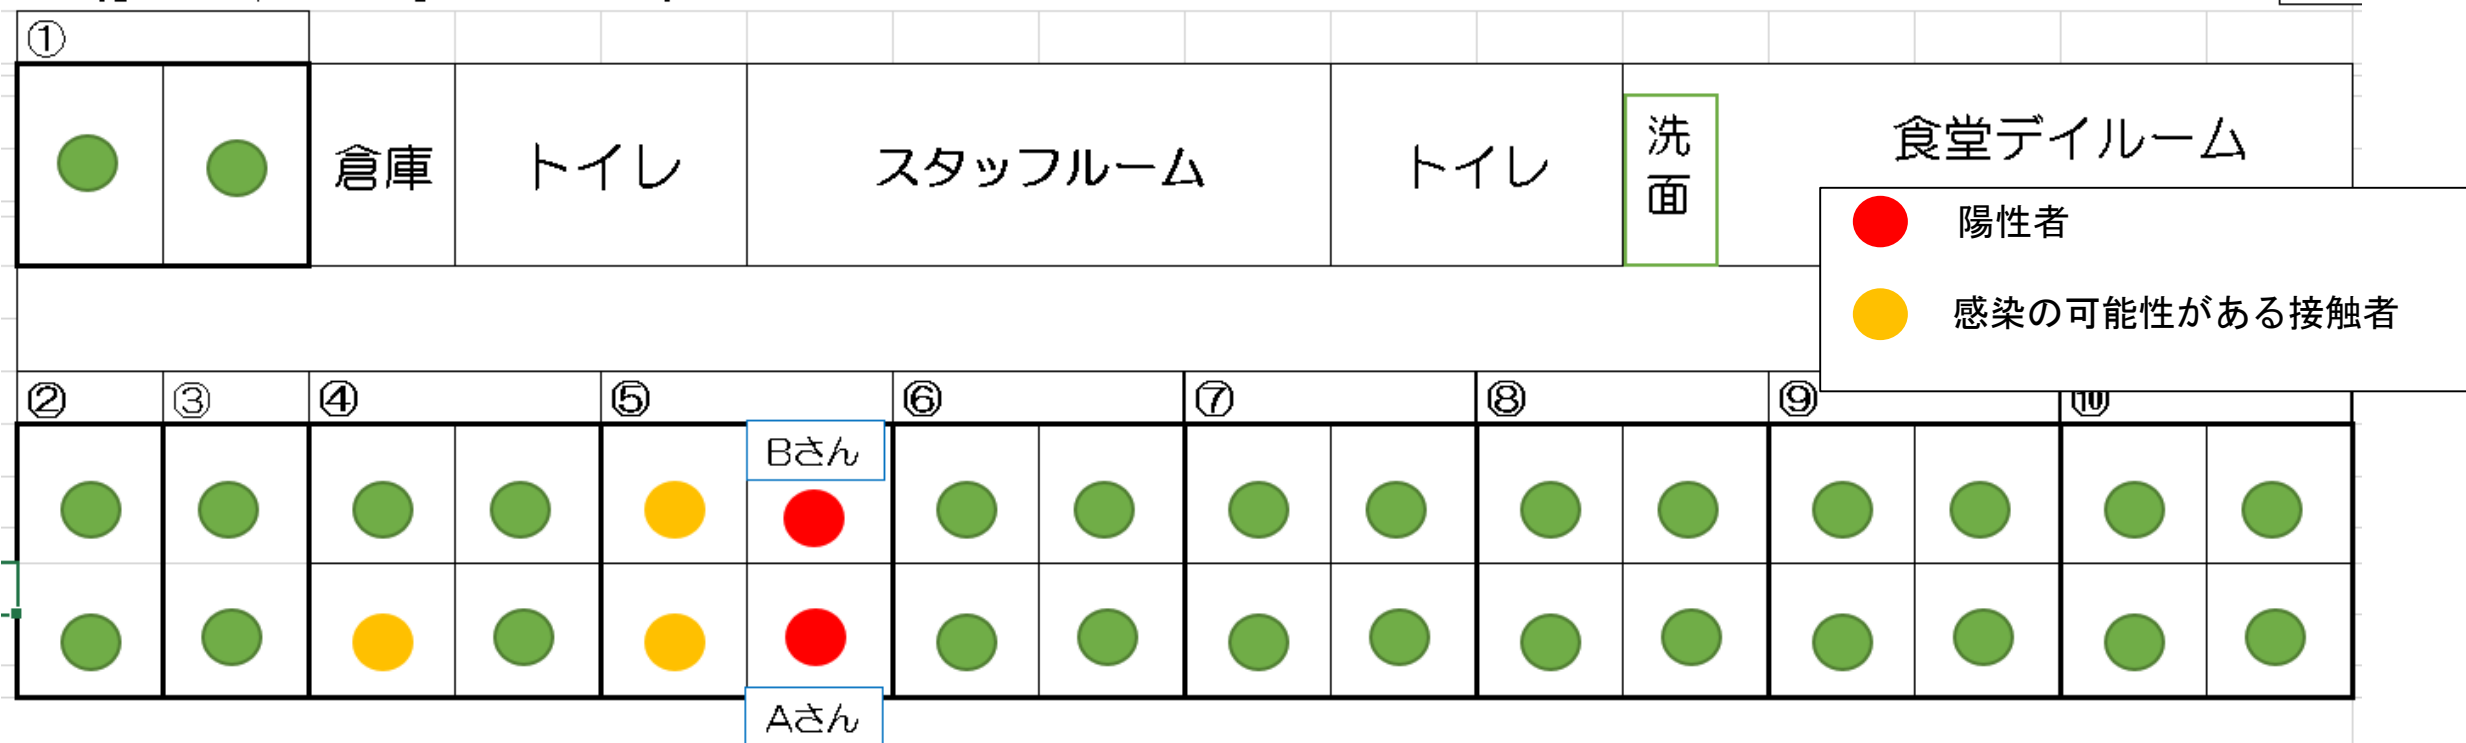 ①
倉庫
トイレ
スタッフルーム
トイレ
洗面
食堂デイルーム
陽性者
感染の可能性がある接触者
② ③ ④ ⑤ ⑥ ⑦ ⑧ ⑨ ⑩
Bさん
Aさん